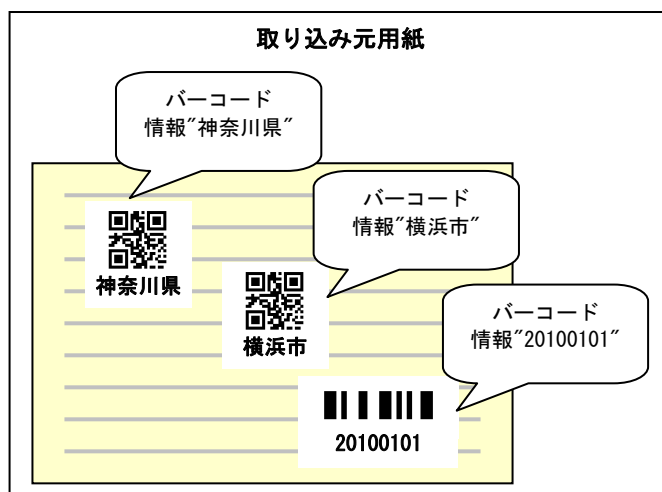 取り込み元用紙
バーコード
情報"神奈川県"
バーコード
情報"横浜市"
神奈川県
バーコード
情報"20100101"
横浜市
20100101